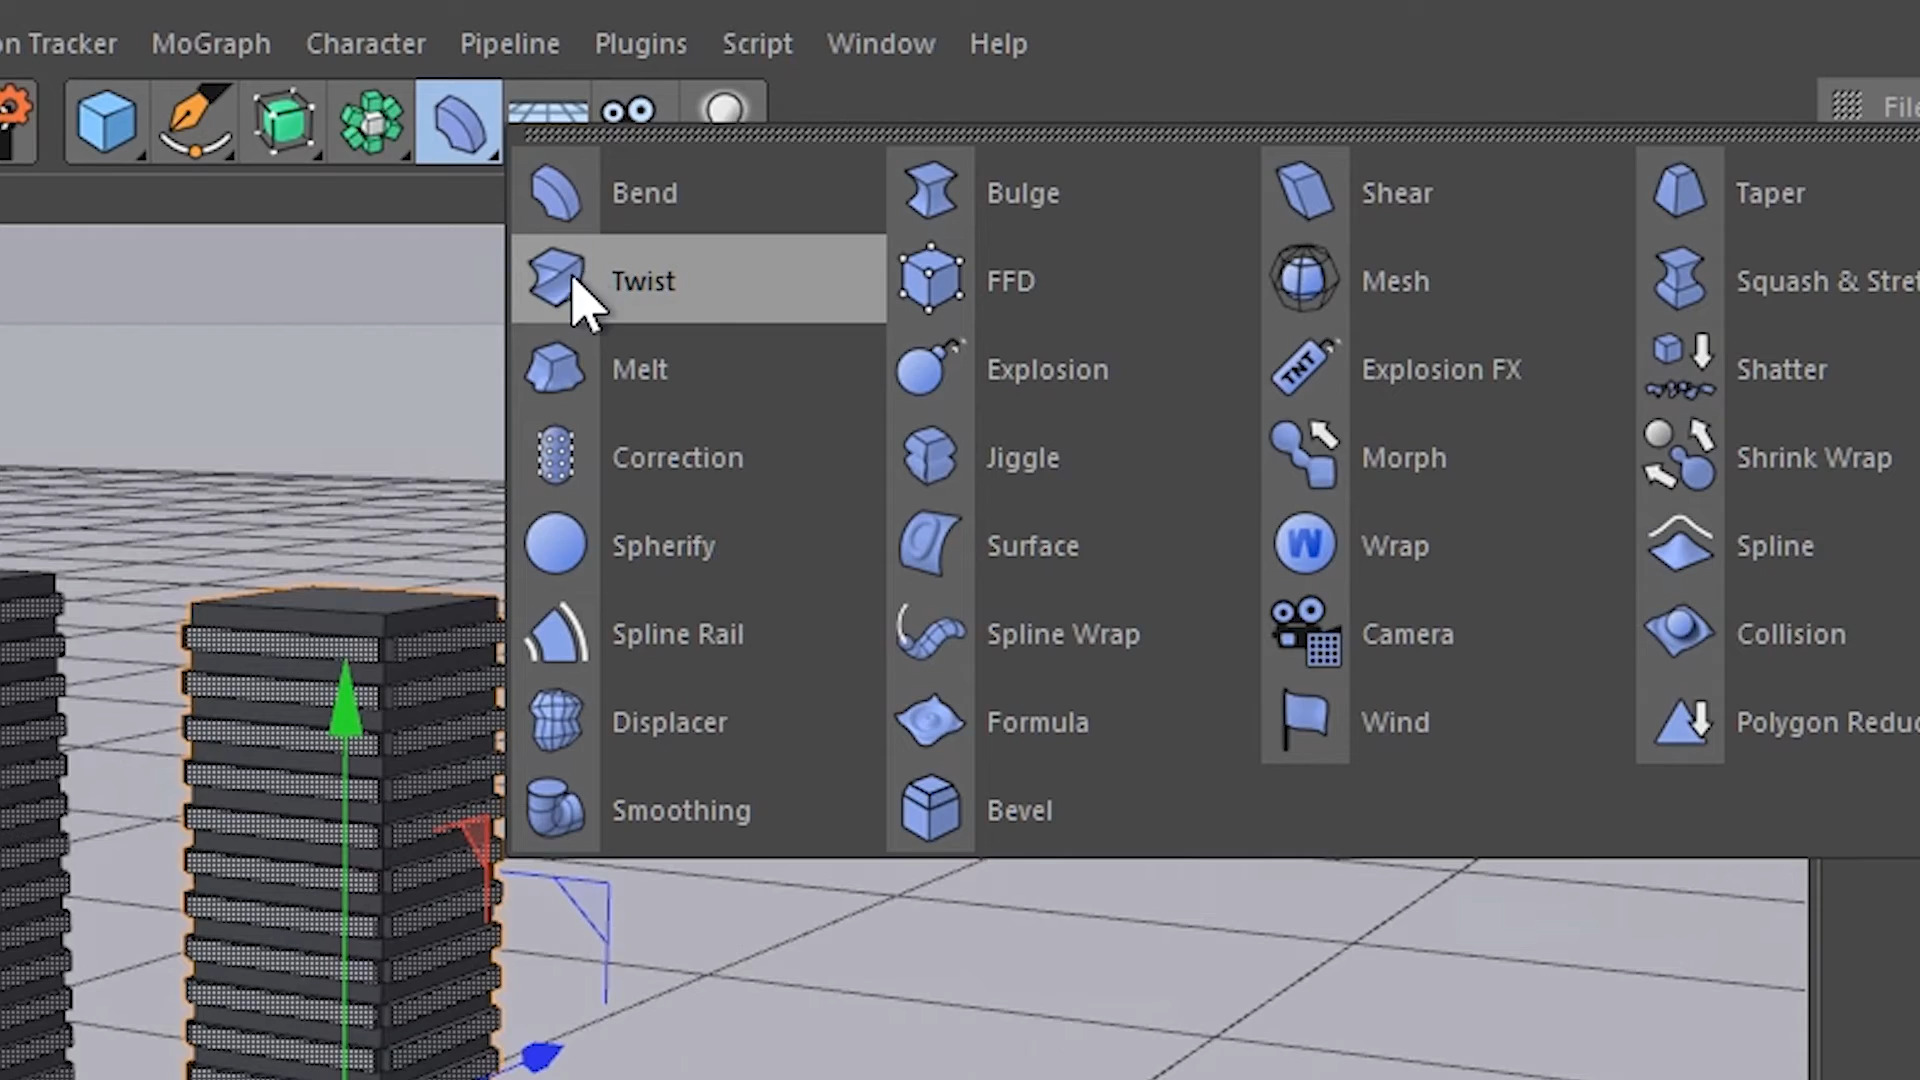 on Tracker MoGraph Character Pipeline Plugins Script Window Help
File
Bend Bulge Shear Taper
Twist FFD Mesh Squash & Stret
Melt Explosion TNT Explosion FX Shatter
Correction Jiggle Morph Shrink Wrap
Spherify Surface W Wrap Spline
Spline Rail Spline Wrap Camera Collision
Displacer Formula Wind Polygon Reduc
Smoothing Bevel